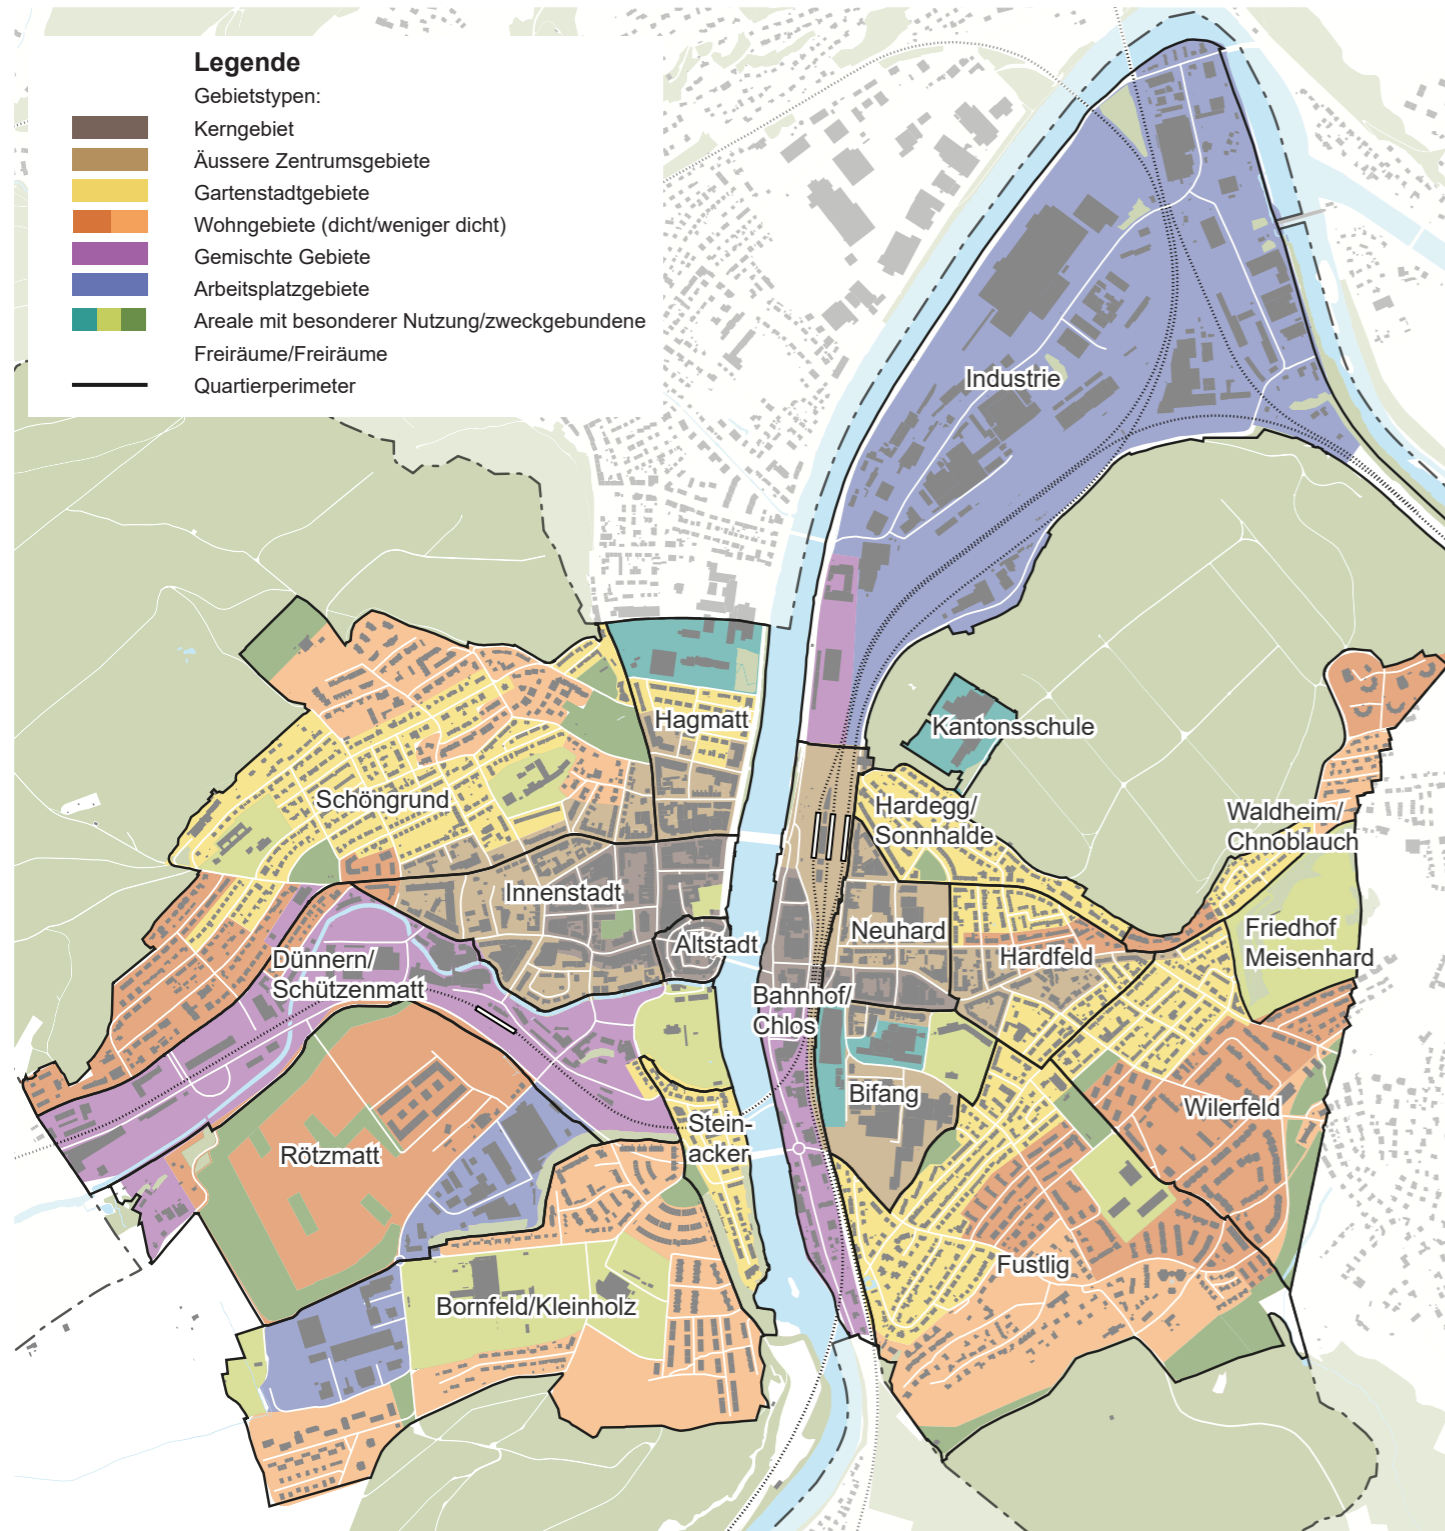 Legende
Gebietstypen:
Kerngebiet
Äussere Zentrumsgebiete
Gartenstadtgebiete
Wohngebiete (dicht/weniger dicht)
Gemischte Gebiete
Arbeitsplatzgebiete
Areale mit besonderer Nutzung/zweckgebundene
Freiräume/Freiräume
Quartierperimeter
Industrie
Hagmatt
Kantonsschule
Schöngrund
Hardegg/
Sonnhalde
Waldheim/
Chnoblauch
Innenstadt
Altstadt
Neuhard
Hardfeld
Friedhof
Meisenhard
Dünnern/
Schützenmatt
Bahnhof/
Chlos
Bifang
Wilerfeld
Stein-
acker
Rötzmatt
Fustlig
Bornfeld/Kleinholz